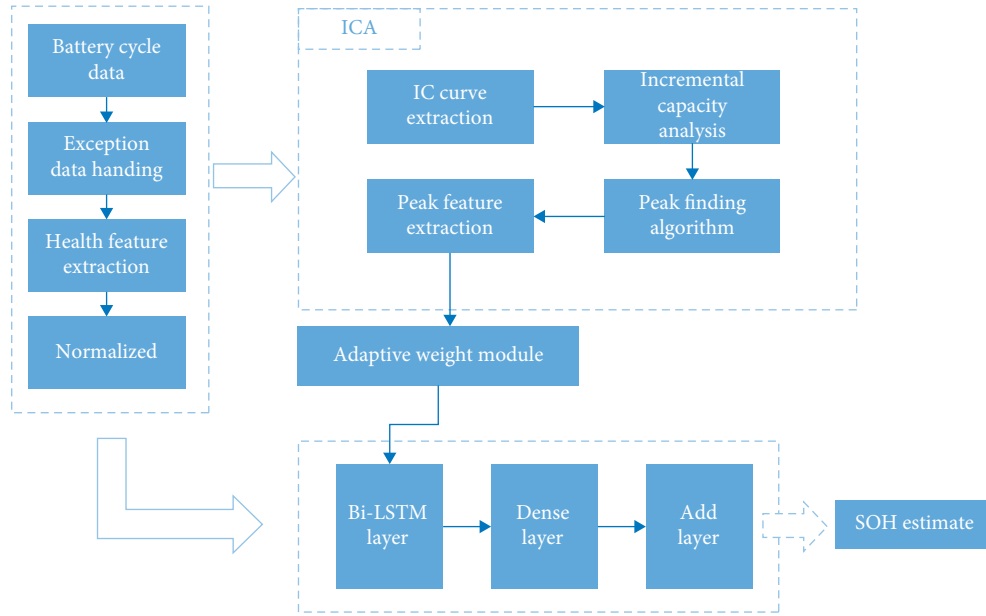 Battery cycle
data
Exception
data handing
Health feature
extraction
Normalized
ICA
IC curve
extraction
Incremental
capacity
analysis
Peak feature
extraction
Peak finding
algorithm
Adaptive weight module
Bi-LSTM
layer
Dense
layer
Add
layer
SOH estimate